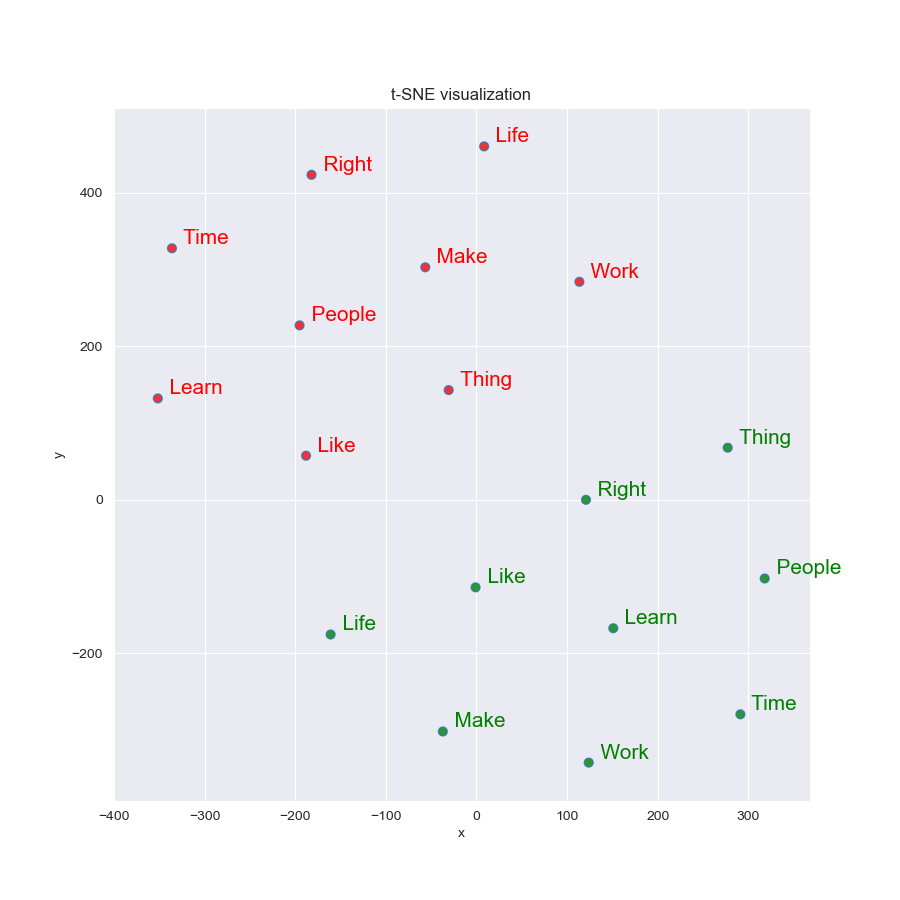 t-SNE visualization
Life
Right
Time
Make
Work
People
Learn
Thing
Like
Thing
Right
Like
People
Life
Learn
Make
Time
Work
400
200
0
−200
y
−400
−300
−200
−100
0
100
200
300
x